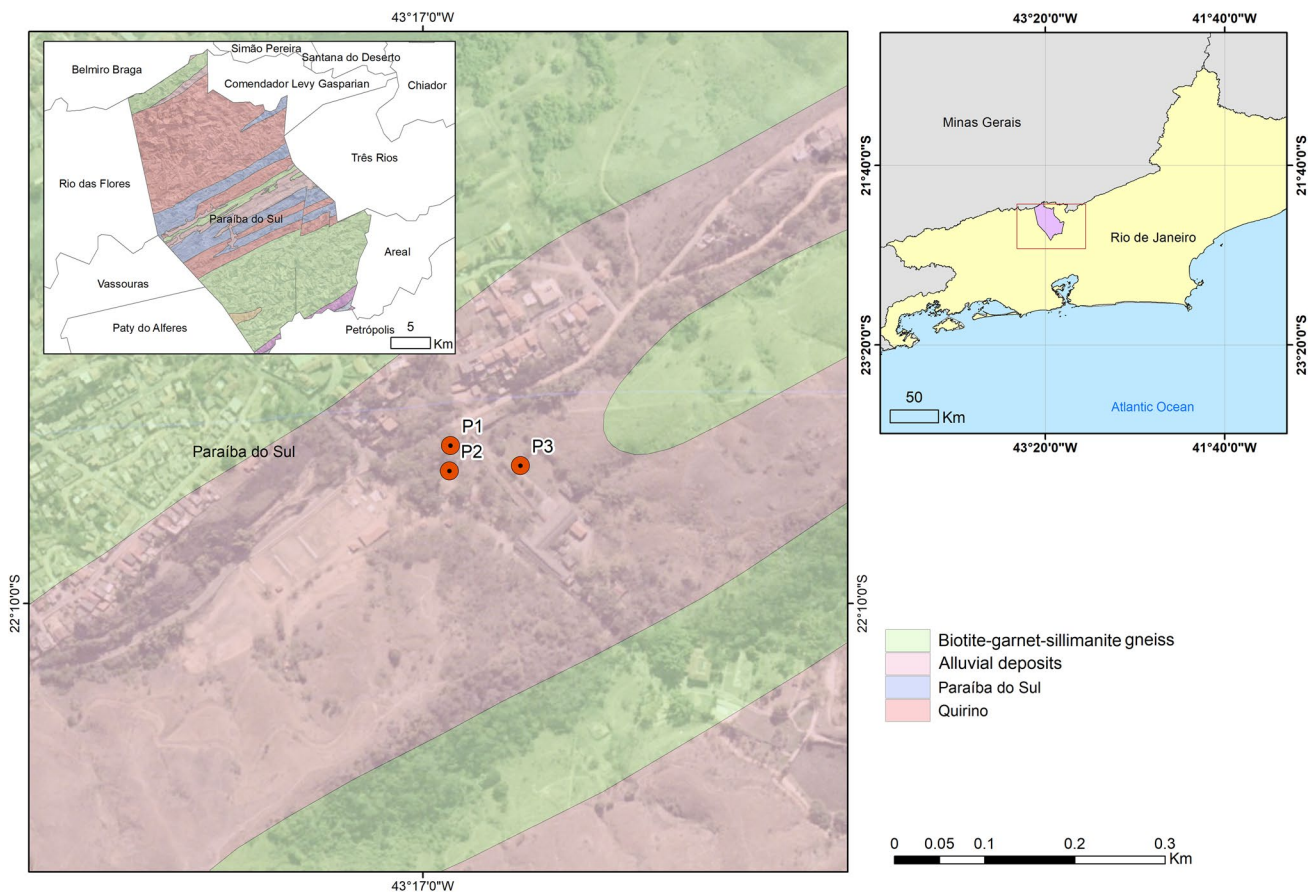 43°17'0"W
Simão Pereira
Santana do Deserto
Belmiro Braga
Comendador Levy Gasparian
Chiador
Três Rios
Rio das Flores
Paraíba do Sul
Areal
Vassouras
Paty do Alferes
Petrópolis
5
Km
P1
P2
P3
Paraíba do Sul
22°10'0"S
22°10'0"S
43°17'0"W
43°20'0"W
41°40'0"W
Minas Gerais
21°40'0"S
21°40'0"S
Rio de Janeiro
23°20'0"S
23°20'0"S
50
Km
Atlantic Ocean
43°20'0"W
41°40'0"W
Biotite-garnet-sillimanite gneiss
Alluvial deposits
Paraíba do Sul
Quirino
0 0.05 0.1 0.2 0.3
Km